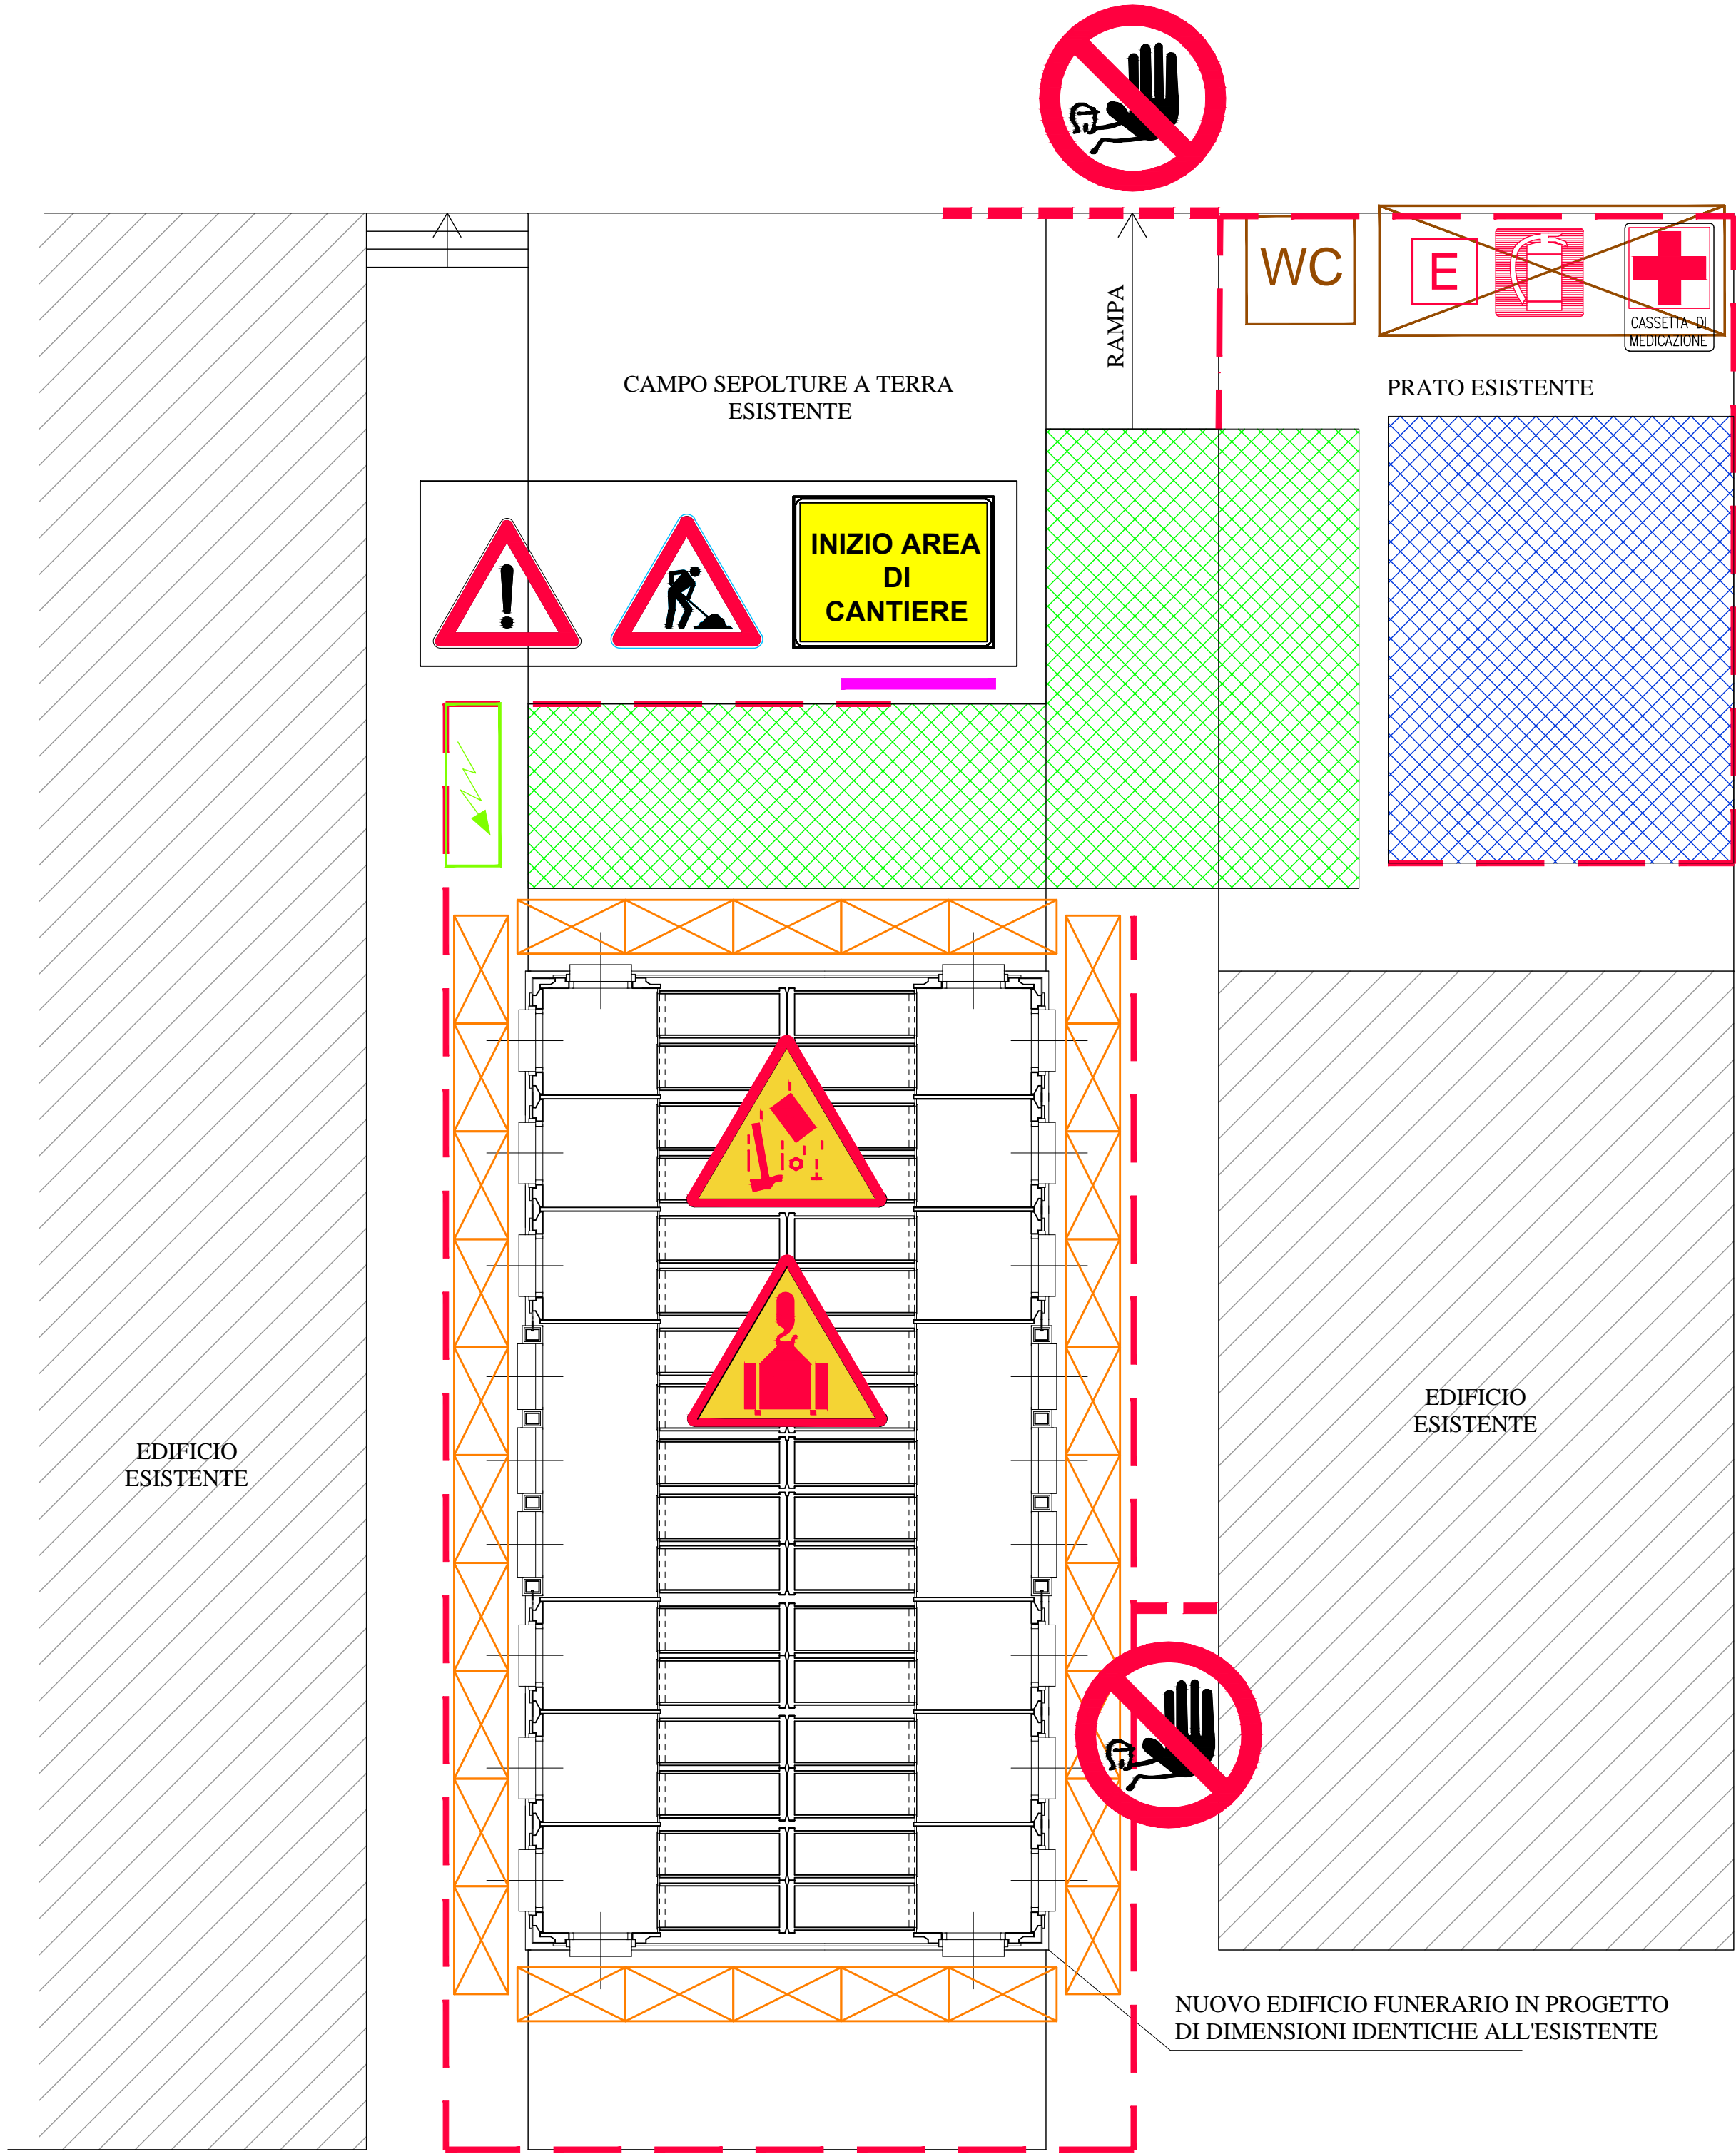 WC
E
CASSETTA DI
MEDICAZIONE
RAMPA
CAMPO SEPOLTURE A TERRA
ESISTENTE
PRATO ESISTENTE
INIZIO AREA
DI
CANTIERE
EDIFICIO
ESISTENTE
EDIFICIO
ESISTENTE
NUOVO EDIFICIO FUNERARIO IN PROGETTO
DI DIMENSIONI IDENTICHE ALL'ESISTENTE